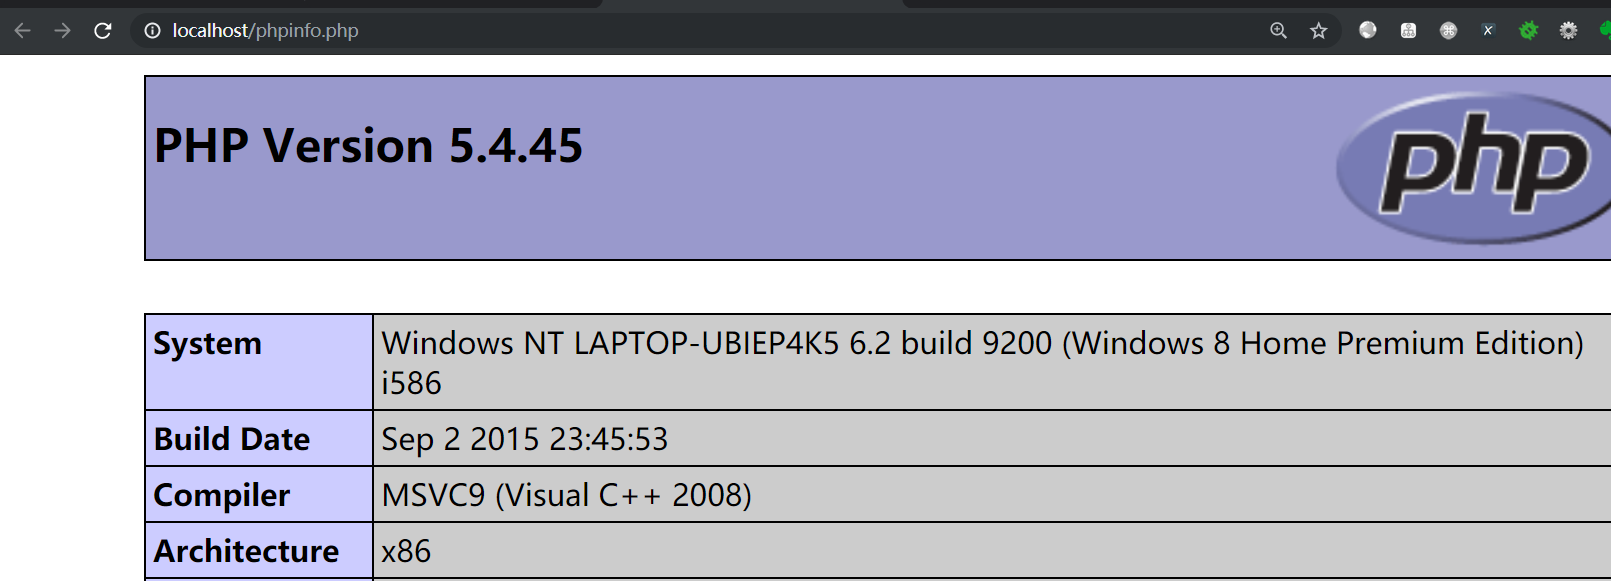 localhost/phpinfo.php
PHP Version 5.4.45
php
System
Windows NT LAPTOP-UBIEP4K5 6.2 build 9200 (Windows 8 Home Premium Edition)
i586
Build Date
Sep 2 2015 23:45:53
Compiler
MSVC9 (Visual C++ 2008)
Architecture
x86